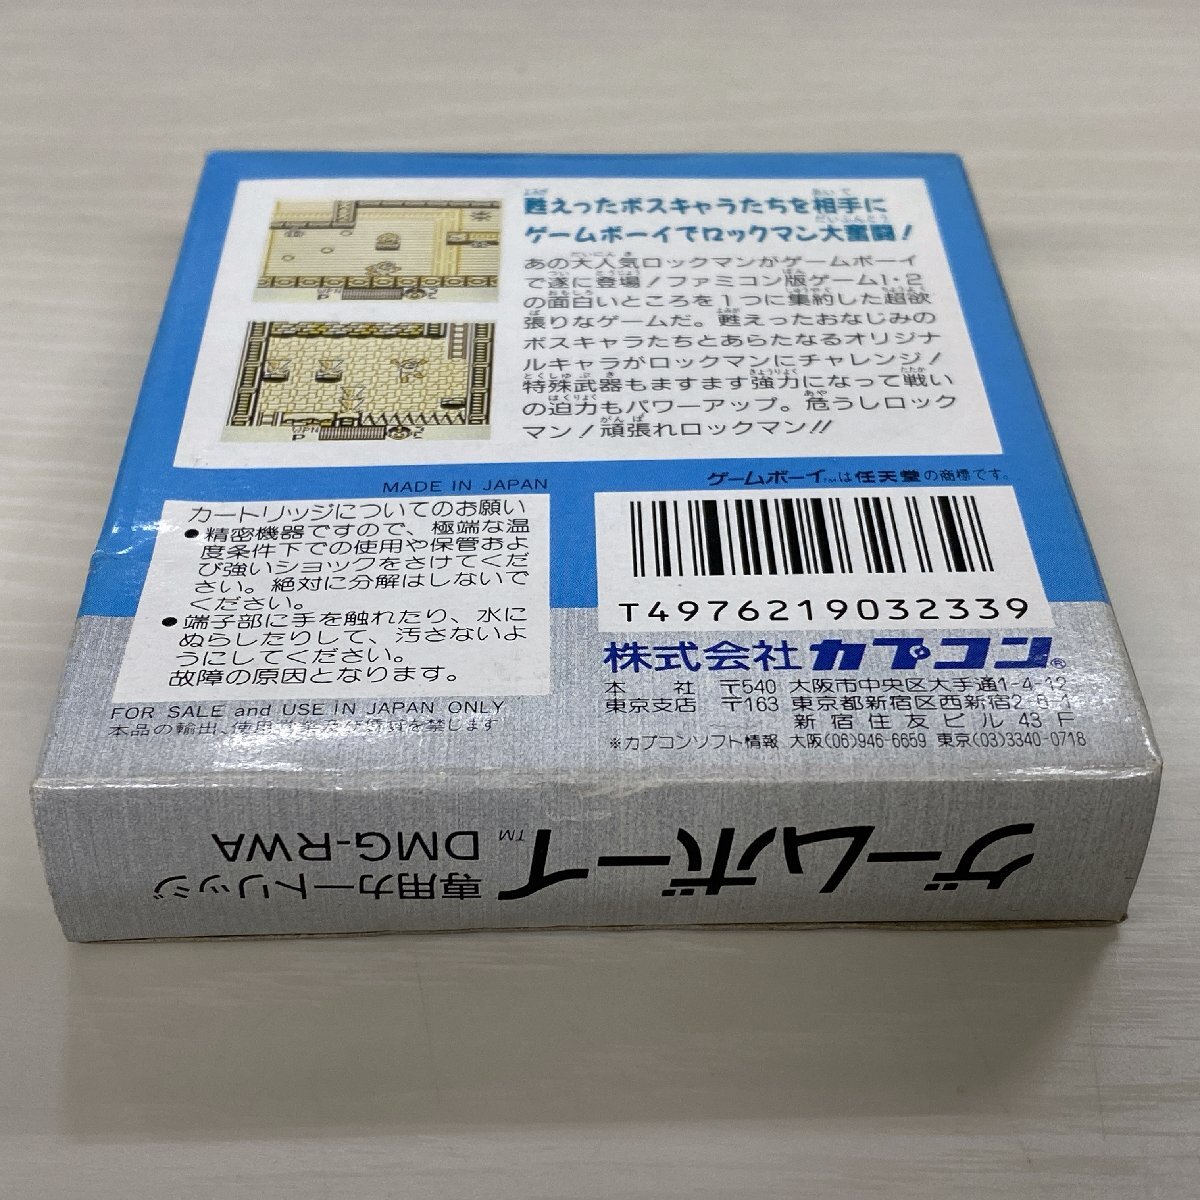 甦えったボスキャラたちを相手に
ゲームボーイでロックマン大奮闘!
あの大人気ロックマンがゲームボーイ
で遂に登場!ファミコン版ゲーム1・2
の面白いところを1つに集約した超欲
張りなゲームだ。甦えったおなじみの
ボスキャラたちとあらたなるオリジナ
ルキャラがロックマンにチャレンジ!
特殊武器もますます強力になって戦い
の迫力もパワーアップ。危うしロック
マン!頑張れロックマン!!
MADE IN JAPAN
ゲームボーイ™は任天堂の商標です。
カートリッジについてのお願い
●精密機器ですので、極端な温
度条件下での使用や保管およ
び強いショックをさけてくだ
さい。絶対に分解はしないで
ください。
●端子部に手を触れたり、水に
ぬらしたりして、汚さないよ
うにしてください。
故障の原因となります。
FOR SALE and USE IN JAPAN ONLY
本品の輸出、使用営業及び賃貸を禁じます
T4976219032339
株式会社カプコン®
本社 〒540 大阪市中央区大手通1-4-12
東京支店 〒163 東京都新宿区西新宿2-6-1
新宿住友ビル 43F
※カプコンソフト情報 大阪(06)946-6659 東京(03)3340-0718
ゲームボーイ™ DMG-RWA
専用カートリッジ